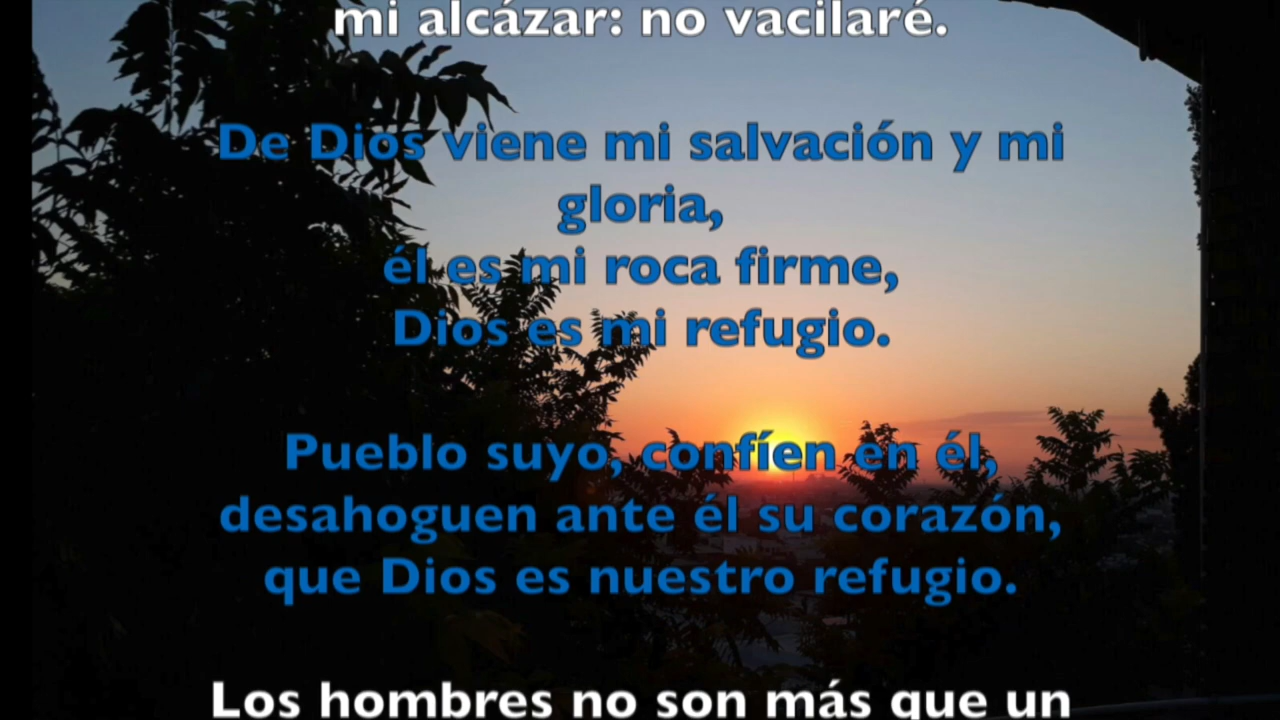 mi alcázar: no vacilaré.
De Dios viene mi salvación y mi
gloria,
él es mi roca firme,
Dios es mi refugio.
Pueblo suyo, confíen en él,
desahoguen ante él su corazón,
que Dios es nuestro refugio.
Los hombres no son más que un